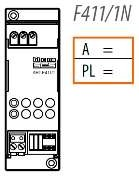 F411/1N
A =
PL =